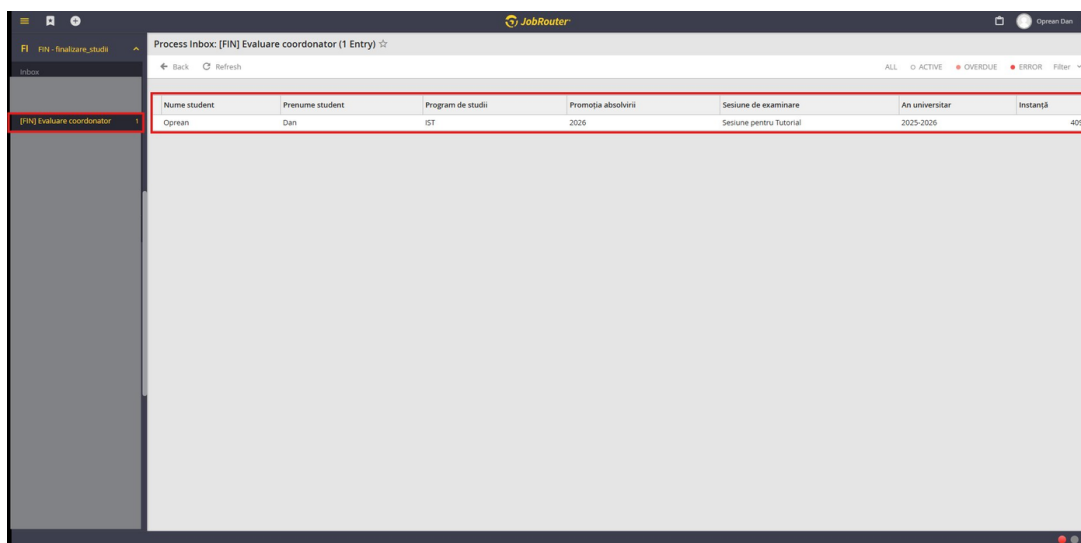 JobRouter
Oprean Dan
FI FIN - finalizare_studii
Process Inbox: [FIN] Evaluare coordonator (1 Entry)
Inbox
Back Refresh
ALL ACTIVE OVERDUE ERROR Filter
Nume student Prenume student Program de studii Promoția absolvirii Sesiune de examinare An universitar Instanță
[FIN] Evaluare coordonator 1
Oprean Dan IST 2026 Sesiune pentru Tutorial 2025-2026